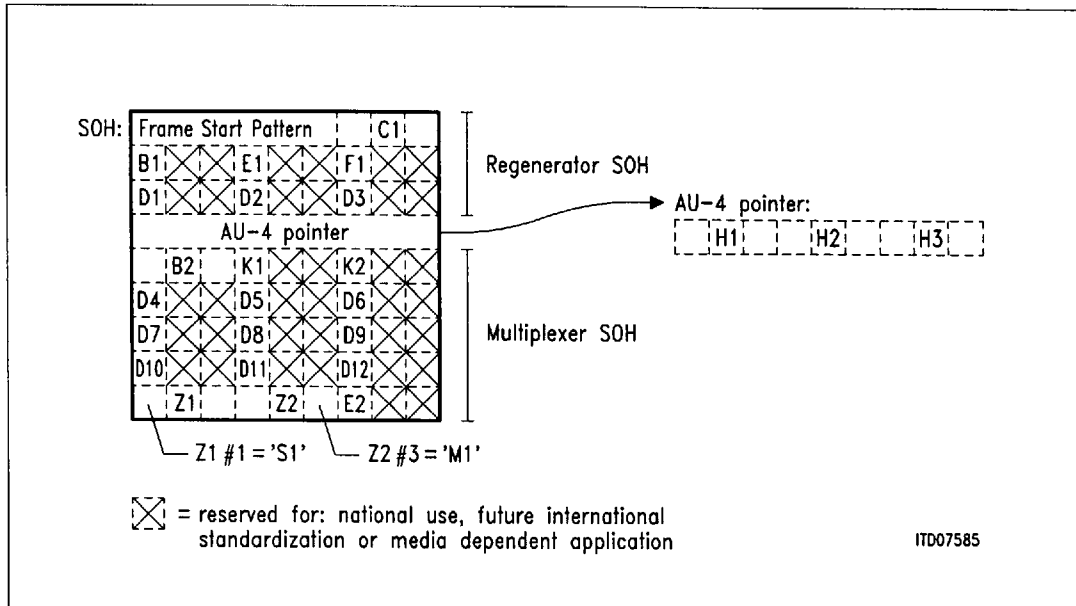 SOH: Frame Start Pattern C1
B1 E1 F1
D1 D2 D3
Regenerator SOH
AU-4 pointer
AU-4 pointer:
H1 H2 H3
B2 K1 K2
D4 D5 D6
D7 D8 D9
D10 D11 D12
Z1 Z2 E2
Multiplexer SOH
Z1 #1 = 'S1' Z2 #3 = 'M1'
= reserved for: national use, future international
standardization or media dependent application
ITD07585